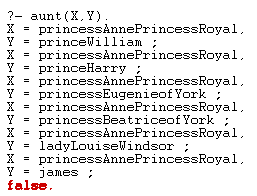 ?- aunt(X,Y).
X = princessAnnePrincessRoyal,
Y = princeWilliam ;
X = princessAnnePrincessRoyal,
Y = princeHarry ;
X = princessAnnePrincessRoyal,
Y = princessEugenieofYork ;
X = princessAnnePrincessRoyal,
Y = princessBeatriceofYork ;
X = princessAnnePrincessRoyal,
Y = ladyLouiseWindsor ;
X = princessAnnePrincessRoyal,
Y = james ;
false.